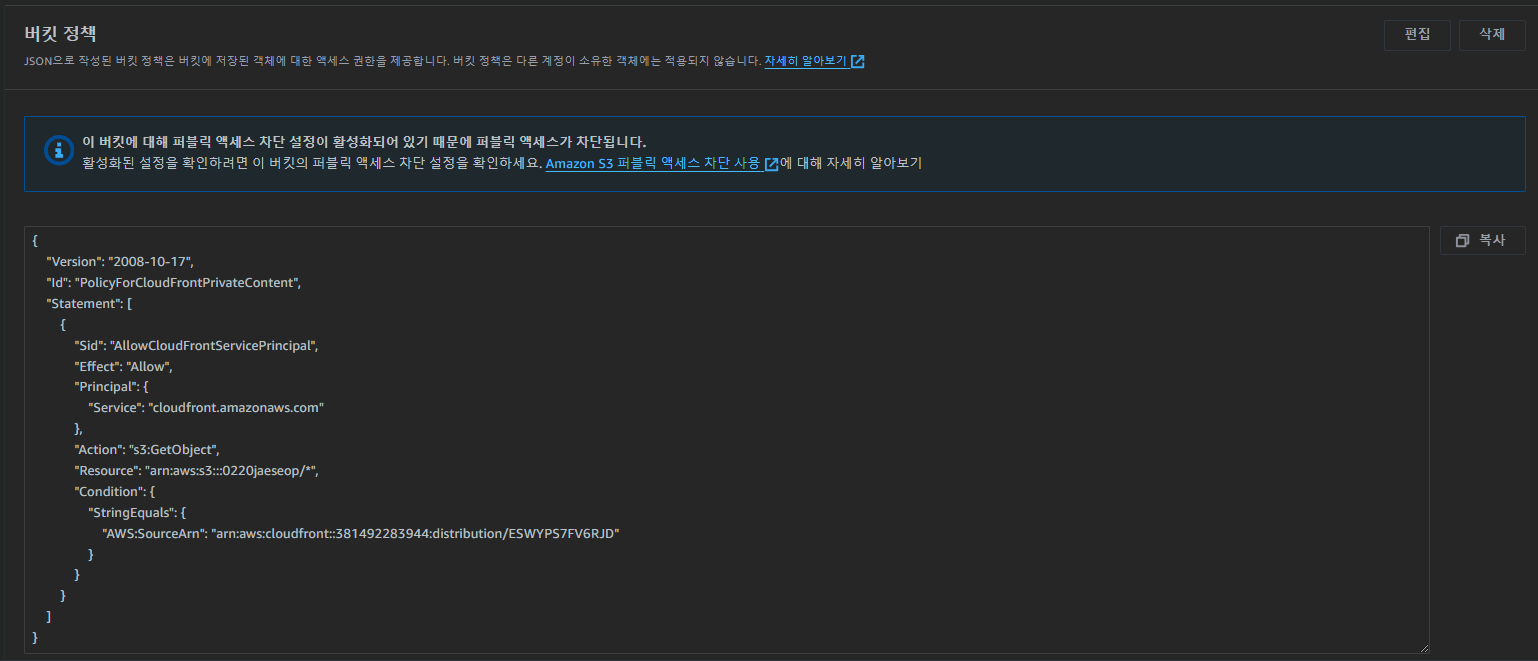 버킷 정책
편집
삭제
JSON으로 작성된 버킷 정책은 버킷에 저장된 객체에 대한 액세스 권한을 제공합니다. 버킷 정책은 다른 계정이 소유한 객체에는 적용되지 않습니다. 자세히 알아보기
이 버킷에 대해 퍼블릭 액세스 차단 설정이 활성화되어 있기 때문에 퍼블릭 액세스가 차단됩니다.
활성화된 설정을 확인하려면 이 버킷의 퍼블릭 액세스 차단 설정을 확인하세요. Amazon S3 퍼블릭 액세스 차단 사용 에 대해 자세히 알아보기
복사
{
"Version": "2008-10-17",
"Id": "PolicyForCloudFrontPrivateContent",
"Statement": [
{
"Sid": "AllowCloudFrontServicePrincipal",
"Effect": "Allow",
"Principal": {
"Service": "cloudfront.amazonaws.com"
},
"Action": "s3:GetObject",
"Resource": "arn:aws:s3:::0220jaeseop/*",
"Condition": {
"StringEquals": {
"AWS:SourceArn": "arn:aws:cloudfront::381492283944:distribution/ESWYPS7FV6RJD"
}
}
}
]
}